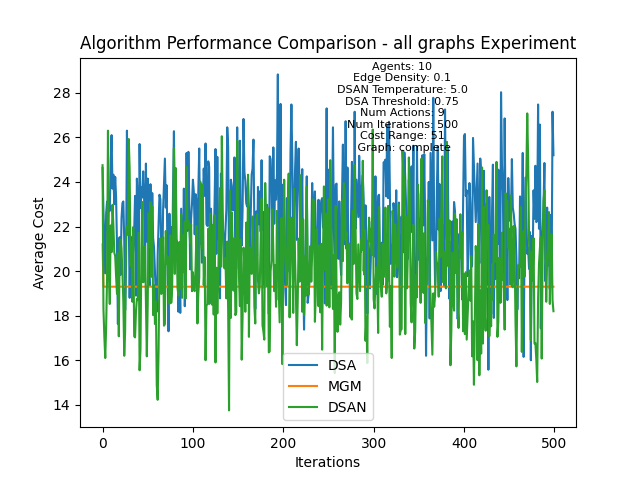 Algorithm Performance Comparison - all graphs Experiment
Agents: 10
Edge Density: 0.1
DSAN Temperature: 5.0
DSA Threshold: 0.75
Num Actions: 9
Num Iterations: 500
Cost Range: 51
Graph: complete
28
26
24
22
20
18
16
14
Average Cost
DSA
MGM
DSAN
0
100
200
300
400
500
Iterations